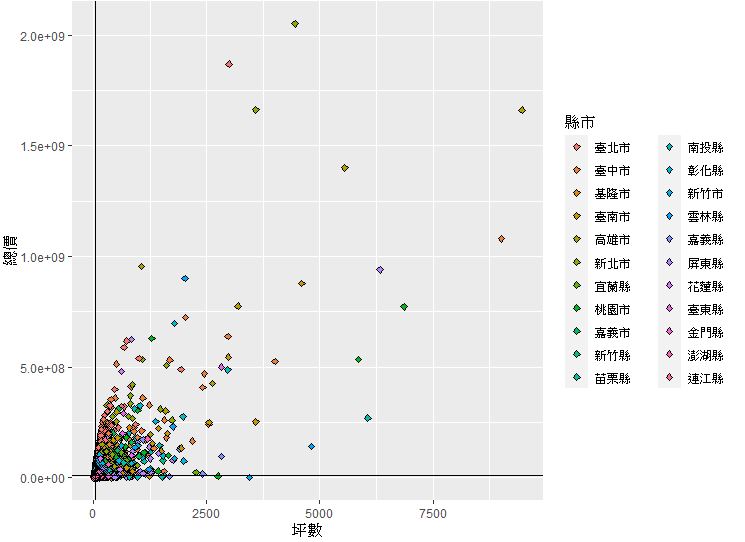 2.0e+09
1.5e+09
1.0e+09
5.0e+08
0.0e+00
總價
0
2500
5000
7500
坪數
縣市
臺北市
臺中市
基隆市
臺南市
高雄市
新北市
宜蘭縣
桃園市
嘉義市
新竹縣
苗栗縣
南投縣
彰化縣
新竹市
雲林縣
嘉義縣
屏東縣
花蓮縣
臺東縣
金門縣
澎湖縣
連江縣